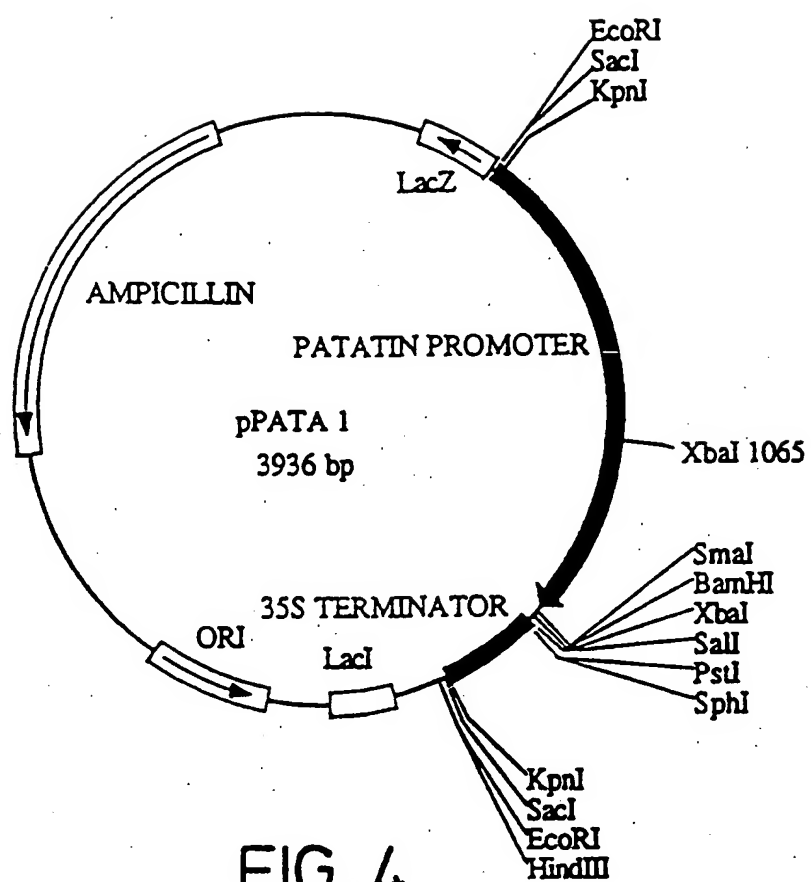 EcoRI
SacI
KpnI
LacZ
AMPICILLIN
PATATIN PROMOTER
pPATA 1
3936 bp
XbaI 1065
SmaI
BamHI
XbaI
SalI
PstI
SphI
35S TERMINATOR
ORI
LacI
KpnI
SacI
EcoRI
HindIII
FIG. 4